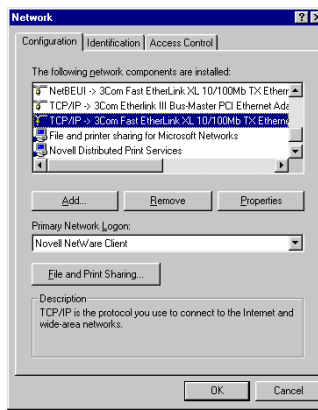 Network
Configuration Identification Access Control
The following network components are installed:
NetBEUI -> 3Com Fast EtherLink XL 10/100Mb TX Ethern
TCP/IP -> 3Com Etherlink III Bus-Master PCI Ethernet Ada
TCP/IP -> 3Com Fast EtherLink XL 10/100Mb TX Ethern
File and printer sharing for Microsoft Networks
Novell Distributed Print Services
Add... Remove Properties
Primary Network Logon:
Novell NetWare Client
File and Print Sharing...
Description
TCP/IP is the protocol you use to connect to the Internet and
wide-area networks.
OK Cancel